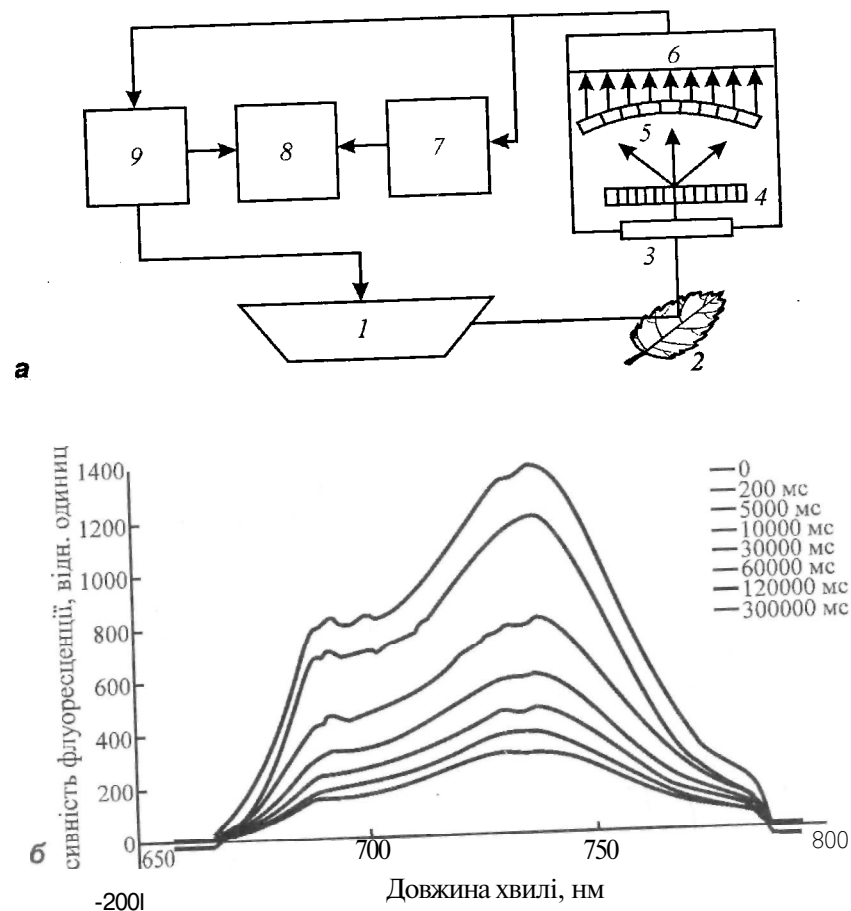 6
5
9
8
7
4
3
1
2
а
сивність флуоресценції, відн. одиниц
1400
1200
1000
800
600
400
200
0
-200I
0
200 мс
5000 мс
10000 мс
30000 мс
60000 мс
120000 мс
300000 мс
б
650
700
750
800
Довжина хвилі, нм